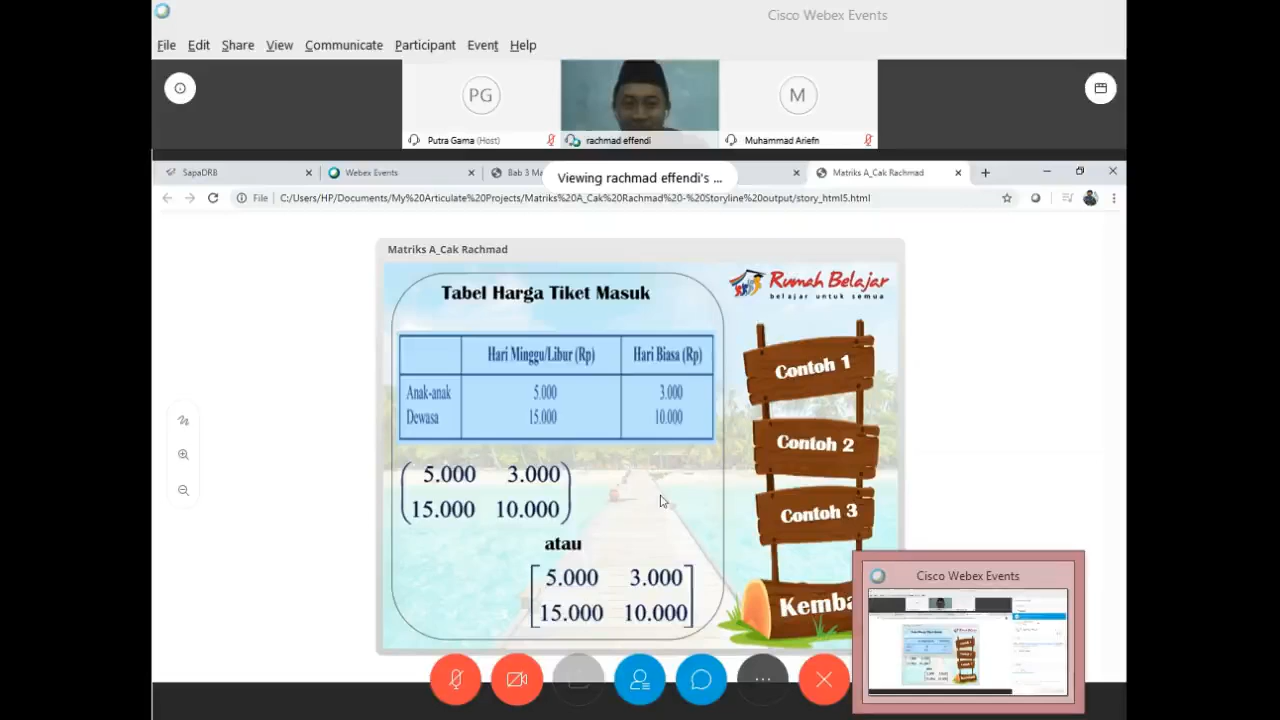 Cisco Webex Events
File Edit Share View Communicate Participant Event Help
PG
M
Putra Gama (Host)
rachmad effendi
Muhammad Ariefn
SapaDRB
Webex Events
Bab 3 Ma
Viewing rachmad effendi's ...
Matriks A_Cak Rachmad
File C:/Users/HP/Documents/My%20Articulate%20Projects/Matriks%20A_Cak%20Rachmad%20-%20Storyline%20output/story_html5.html
Matriks A_Cak Rachmad
Tabel Harga Tiket Masuk
Rumah Belajar
belajar untuk semua
Hari Minggu/Libur (Rp) Hari Biasa (Rp)
Anak-anak 5.000 3.000
Dewasa 15.000 10.000
5.000 3.000
15.000 10.000
atau
5.000 3.000
15.000 10.000
Contoh 1
Contoh 2
Contoh 3
Kemba
Cisco Webex Events